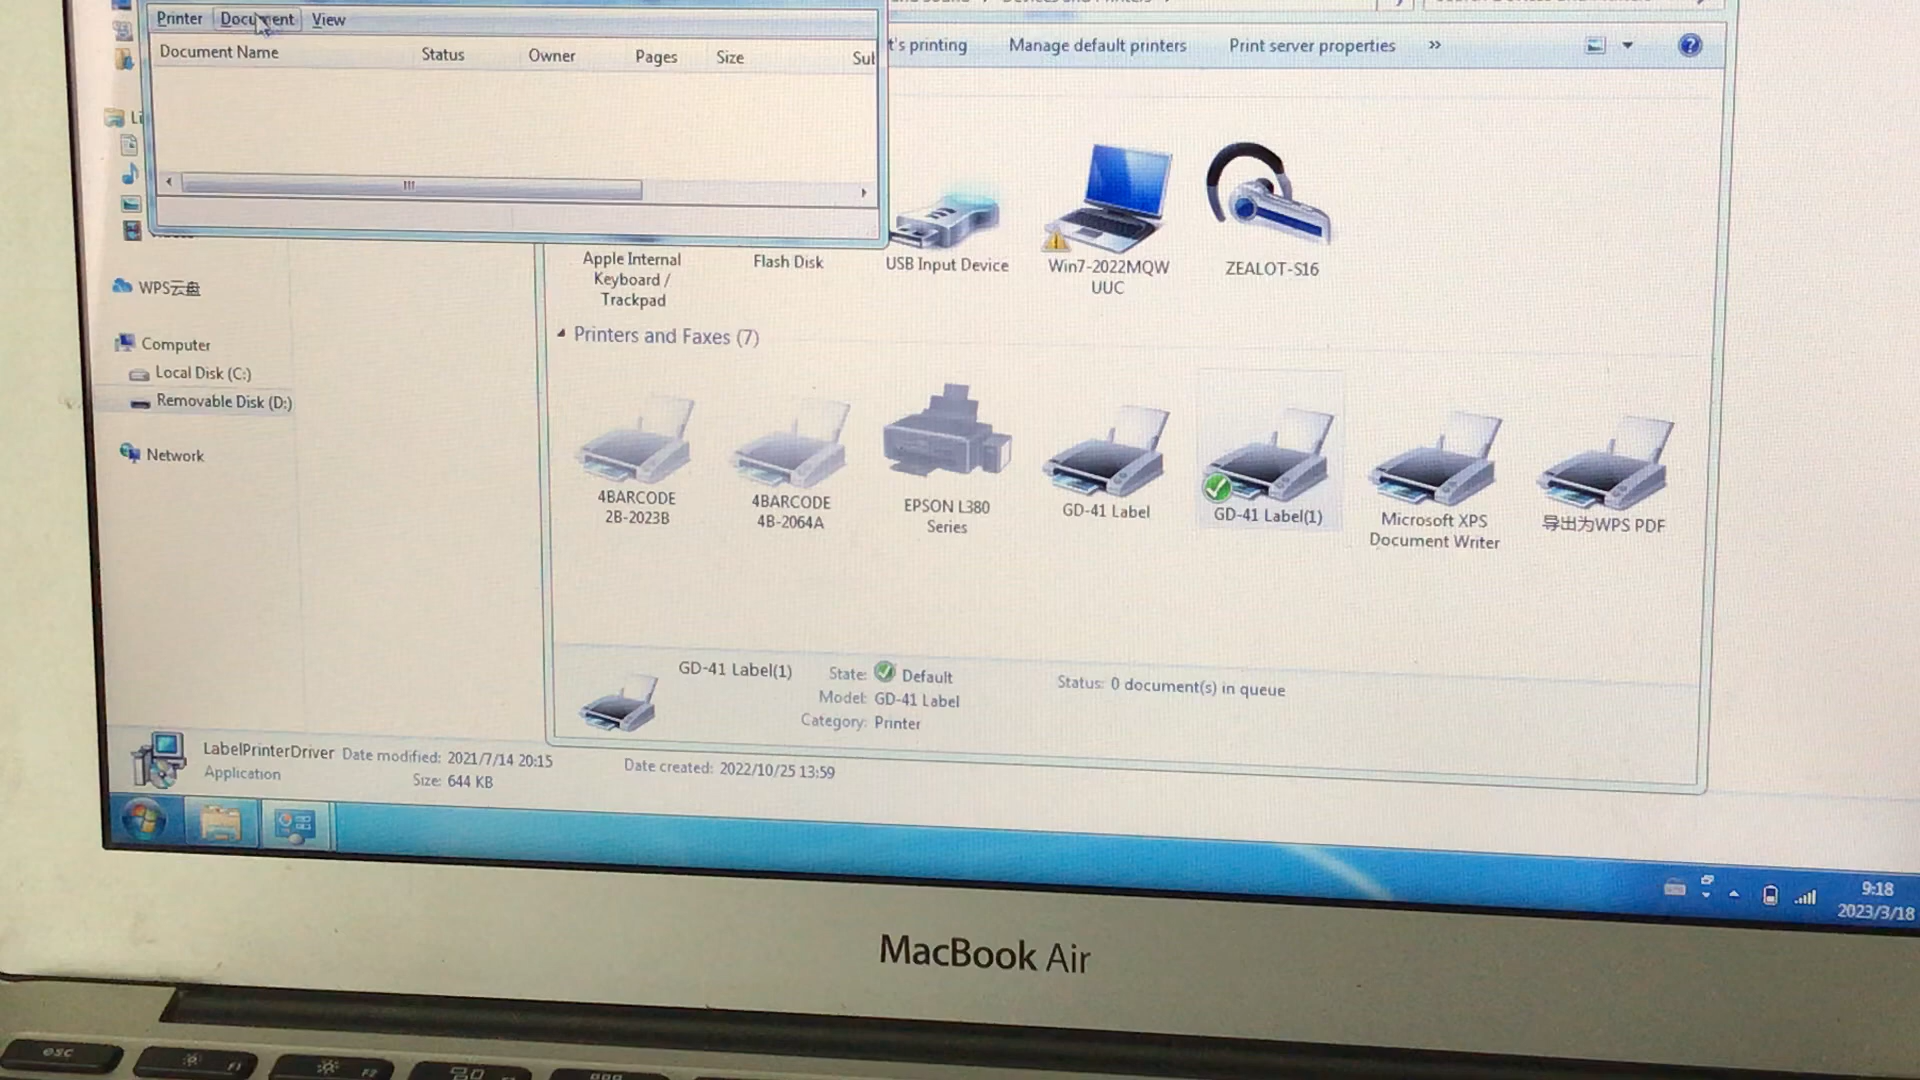 Printer Document View
Document Name Status Owner Pages Size
t's printing Manage default printers Print server properties »
WPS云盘
Computer
Local Disk (C:)
Removable Disk (D:)
Network
Apple Internal
Keyboard /
Trackpad
Flash Disk
USB Input Device
Win7-2022MQW
UUC
ZEALOT-S16
Printers and Faxes (7)
4BARCODE
2B-2023B
4BARCODE
4B-2064A
EPSON L380
Series
GD-41 Label
GD-41 Label(1)
Microsoft XPS
Document Writer
导出为WPS PDF
GD-41 Label(1) State: Default Status: 0 document(s) in queue
Model: GD-41 Label
Category: Printer
LabelPrinterDriver Date modified: 2021/7/14 20:15 Date created: 2022/10/25 13:59
Application Size: 644 KB
9:18
2023/3/18
MacBook Air
esc F1 F2